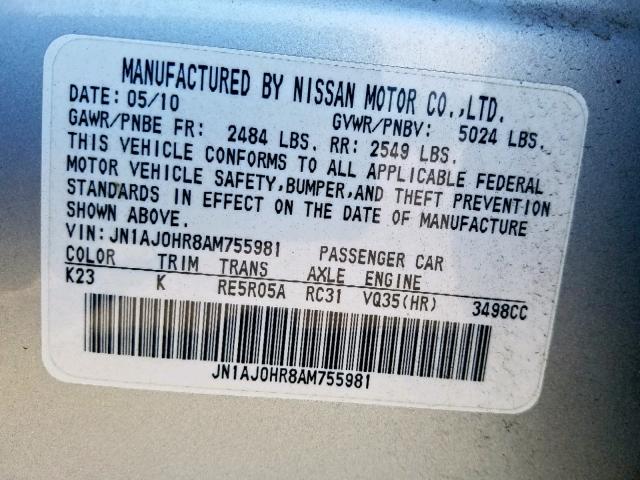 MANUFACTURED BY NISSAN MOTOR CO.,LTD.
DATE: 05/10 GVWR/PNBV: 5024 LBS.
GAWR/PNBE FR: 2484 LBS. RR: 2549 LBS.
THIS VEHICLE CONFORMS TO ALL APPLICABLE FEDERAL
MOTOR VEHICLE SAFETY,BUMPER,AND THEFT PREVENTION
STANDARDS IN EFFECT ON THE DATE OF MANUFACTURE
SHOWN ABOVE.
VIN: JN1AJ0HR8AM755981 PASSENGER CAR
COLOR TRIM TRANS AXLE ENGINE
K23 K RE5R05A RC31 VQ35(HR) 3498CC
JN1AJ0HR8AM755981